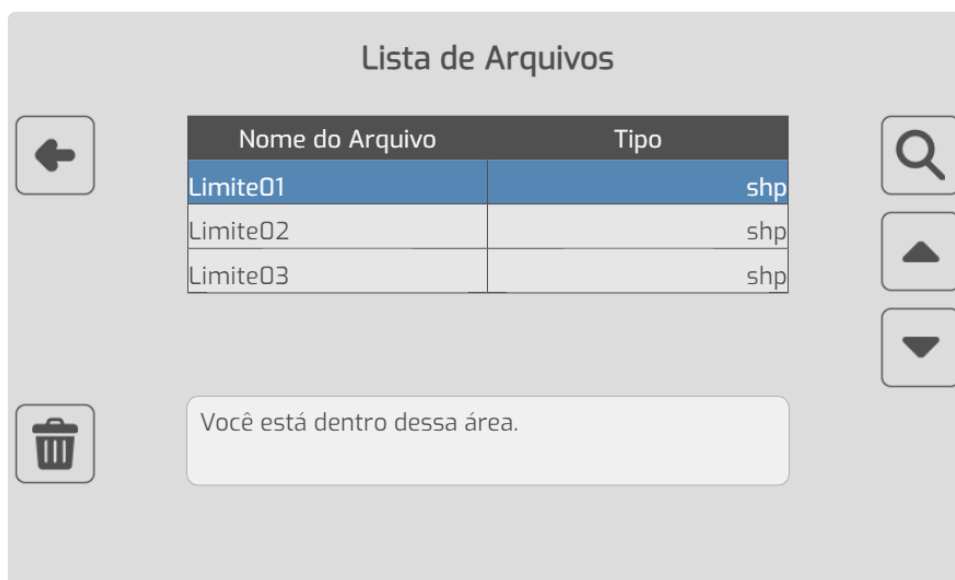 Lista de Arquivos
Nome do Arquivo Tipo
Limite01 shp
Limite02 shp
Limite03 shp
Você está dentro dessa área.